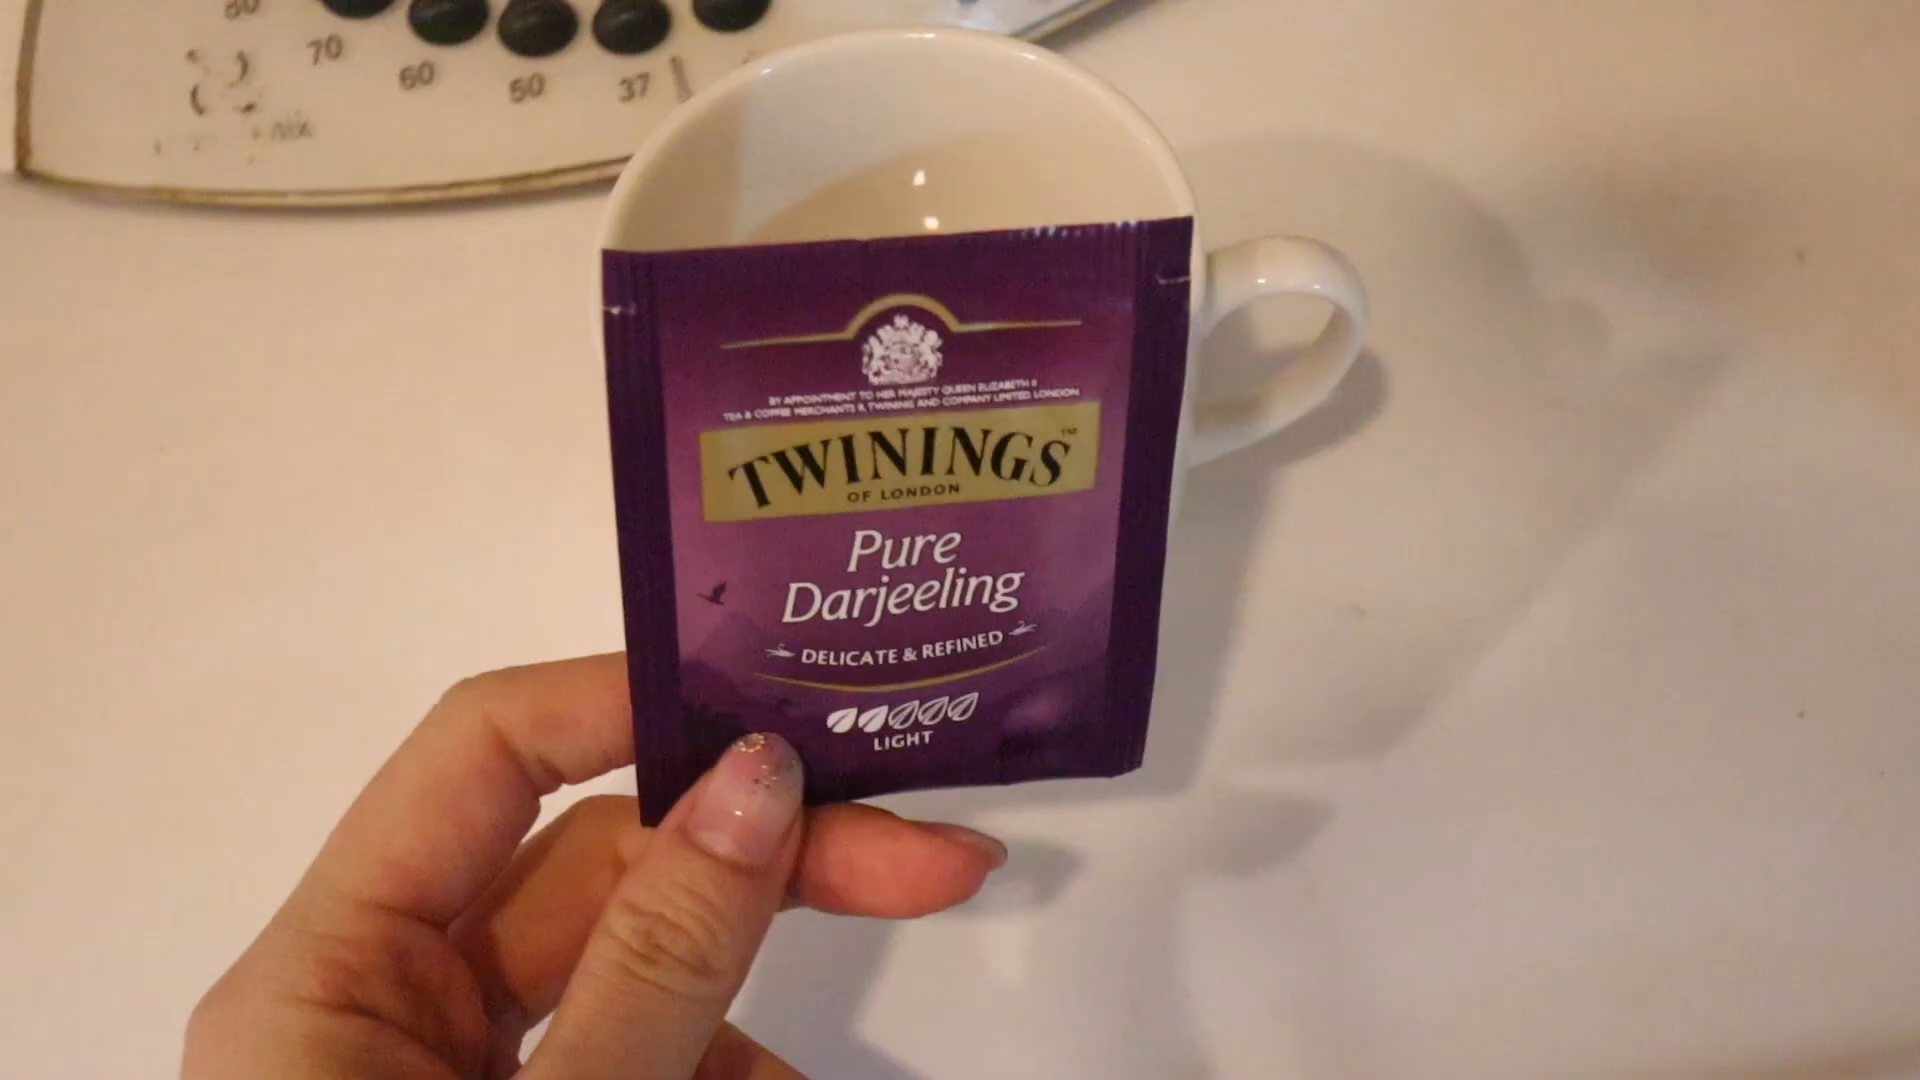 80
70
60
50
37
BY APPOINTMENT TO HER MAJESTY QUEEN ELIZABETH II
TEA & COFFEE MERCHANTS R. TWINING AND COMPANY LIMITED, LONDON
TWININGS™
OF LONDON
Pure
Darjeeling
DELICATE & REFINED
LIGHT